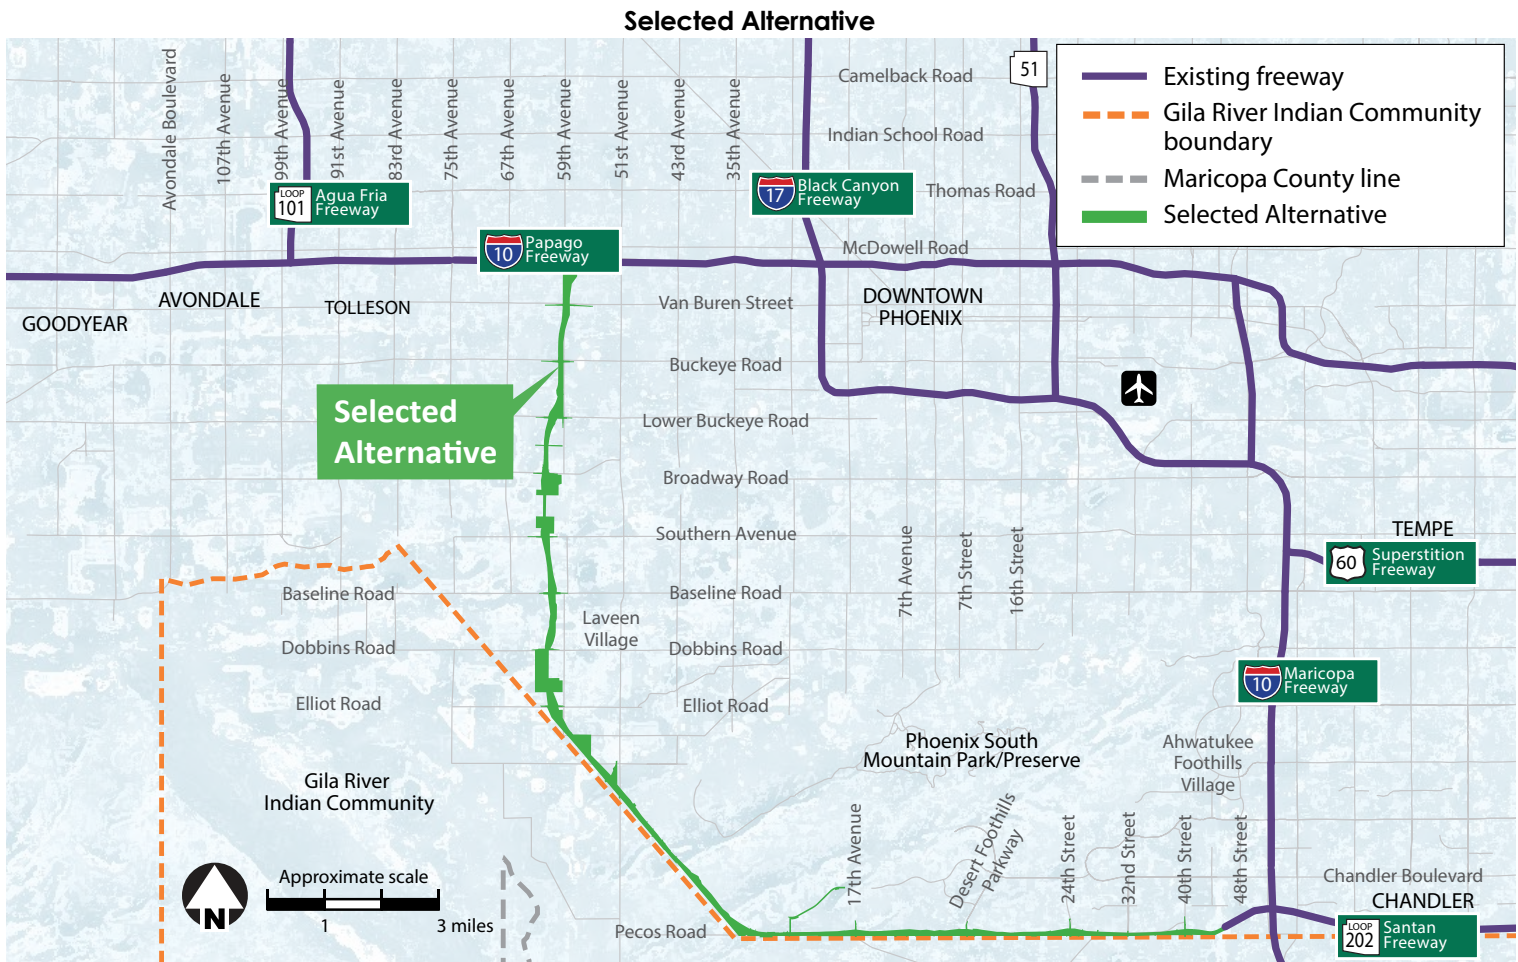 Selected Alternative
Avondale Boulevard
107th Avenue
99th Avenue
91st Avenue
83rd Avenue
75th Avenue
67th Avenue
59th Avenue
51st Avenue
43rd Avenue
35th Avenue
Camelback Road
Indian School Road
Thomas Road
McDowell Road
51
Existing freeway
Gila River Indian Community
boundary
Maricopa County line
Selected Alternative
LOOP
101
Agua Fria
Freeway
17
Black Canyon
Freeway
10
Papago
Freeway
GOODYEAR
AVONDALE
TOLLESON
Van Buren Street
DOWNTOWN
PHOENIX
Buckeye Road
Selected
Alternative
Lower Buckeye Road
Broadway Road
Southern Avenue
7th Avenue
7th Street
16th Street
TEMPE
60
Superstition
Freeway
Baseline Road
Baseline Road
Laveen
Village
Dobbins Road
Dobbins Road
Elliot Road
Elliot Road
10
Maricopa
Freeway
Phoenix South
Mountain Park/Preserve
Ahwatukee
Foothills
Village
Gila River
Indian Community
17th Avenue
Desert Foothills
Parkway
24th Street
32nd Street
40th Street
48th Street
Chandler Boulevard
CHANDLER
N
Approximate scale
1
3 miles
Pecos Road
LOOP
202
Santan
Freeway